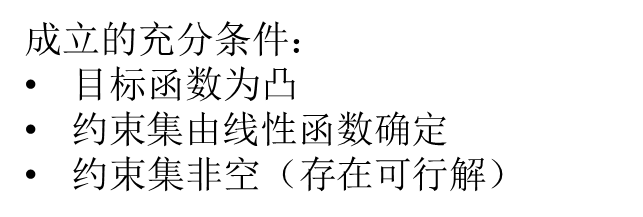 成立的充分条件：
• 目标函数为凸
• 约束集由线性函数确定
• 约束集非空（存在可行解）